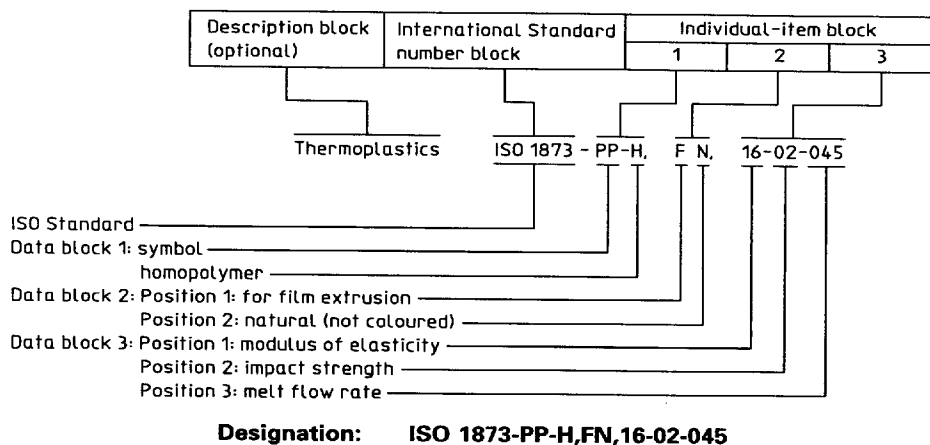 Description block (optional)
International Standard number block
Individual-item block
1 2 3
Thermoplastics ISO 1873 - PP-H, F N, 16-02-045
ISO Standard
Data block 1: symbol
homopolymer
Data block 2: Position 1: for film extrusion
Position 2: natural (not coloured)
Data block 3: Position 1: modulus of elasticity
Position 2: impact strength
Position 3: melt flow rate
Designation: ISO 1873-PP-H,FN,16-02-045